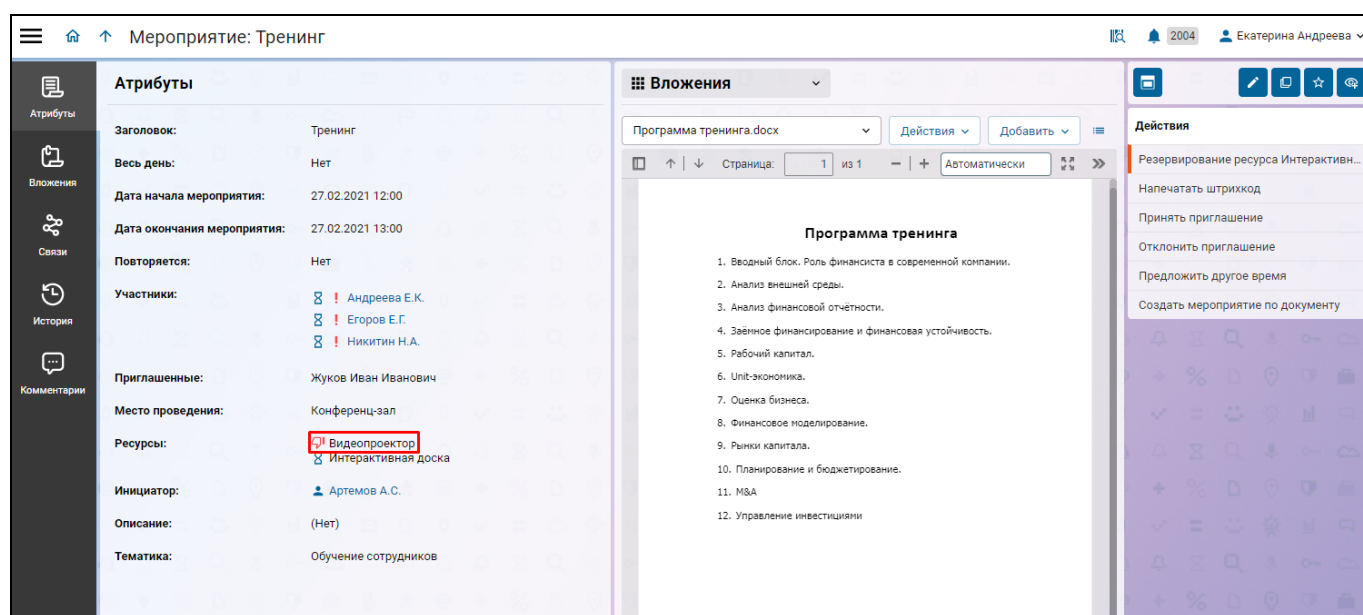 Мероприятие: Тренинг
2004
Екатерина Андреева
Атрибуты
Вложения
Связи
История
Комментарии
Атрибуты
Заголовок: Тренинг
Весь день: Нет
Дата начала мероприятия: 27.02.2021 12:00
Дата окончания мероприятия: 27.02.2021 13:00
Повторяется: Нет
Участники: ! Андреева Е.К.
! Егоров Е.Г.
! Никитин Н.А.
Приглашенные: Жуков Иван Иванович
Место проведения: Конференц-зал
Ресурсы: Видеопроектор
Интерактивная доска
Инициатор: Артемов А.С.
Описание: (Нет)
Тематика: Обучение сотрудников
Вложения
Программа тренинга.docx Действия Добавить
Страница: 1 из 1 Автоматически
Программа тренинга
1. Вводный блок. Роль финансиста в современной компании.
2. Анализ внешней среды.
3. Анализ финансовой отчётности.
4. Заёмное финансирование и финансовая устойчивость.
5. Рабочий капитал.
6. Unit-экономика.
7. Оценка бизнеса.
8. Финансовое моделирование.
9. Рынки капитала.
10. Планирование и бюджетирование.
11. M&A
12. Управление инвестициями
Действия
Резервирование ресурса Интерактивн...
Напечатать штрихкод
Принять приглашение
Отклонить приглашение
Предложить другое время
Создать мероприятие по документу